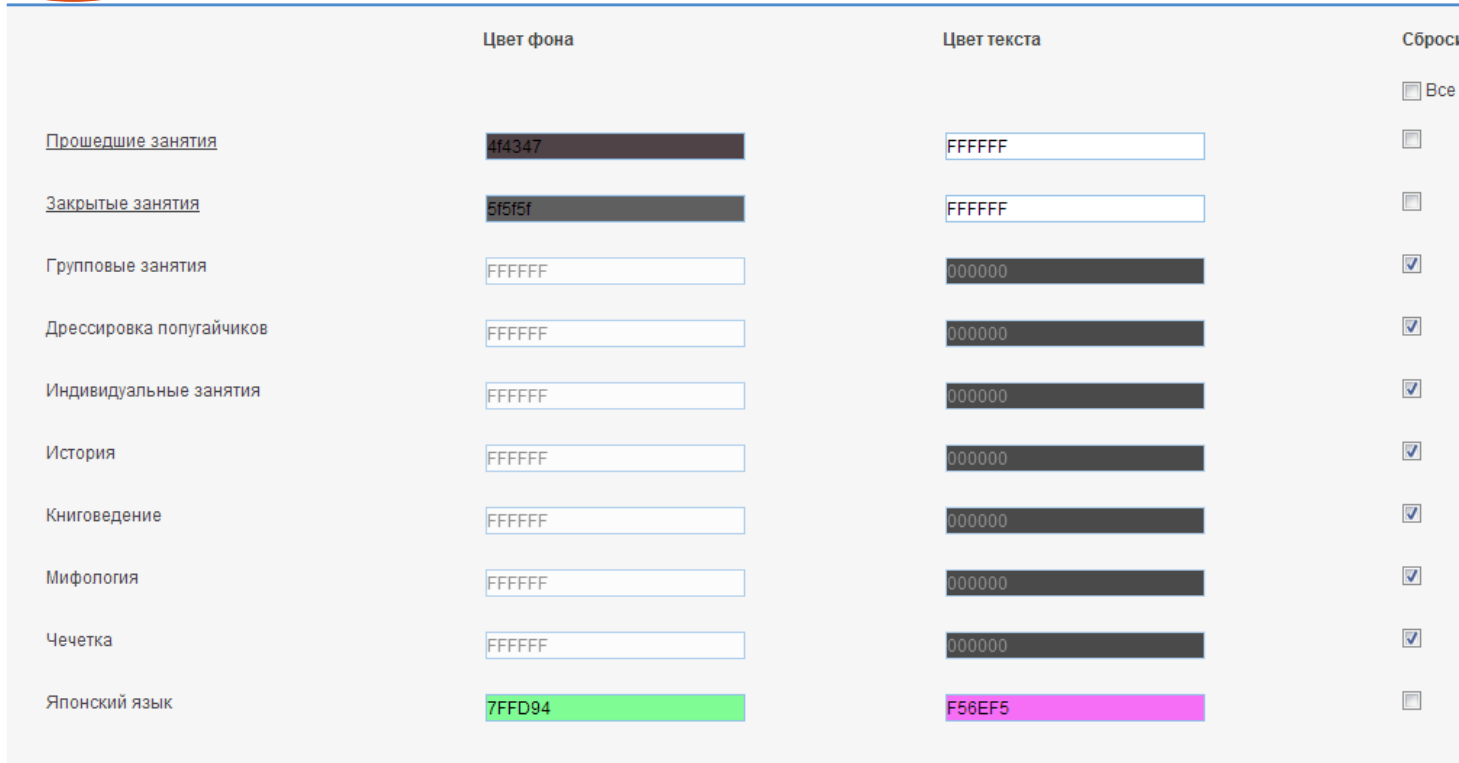 Цвет фона Цвет текста
Все
Прошедшие занятия 4f4347 FFFFFF
Закрытые занятия 5f5f5f FFFFFF
Групповые занятия FFFFFF 000000
Дрессировка попугайчиков FFFFFF 000000
Индивидуальные занятия FFFFFF 000000
История FFFFFF 000000
Книговедение FFFFFF 000000
Мифология FFFFFF 000000
Чечетка FFFFFF 000000
Японский язык 7FFD94 F56EF5